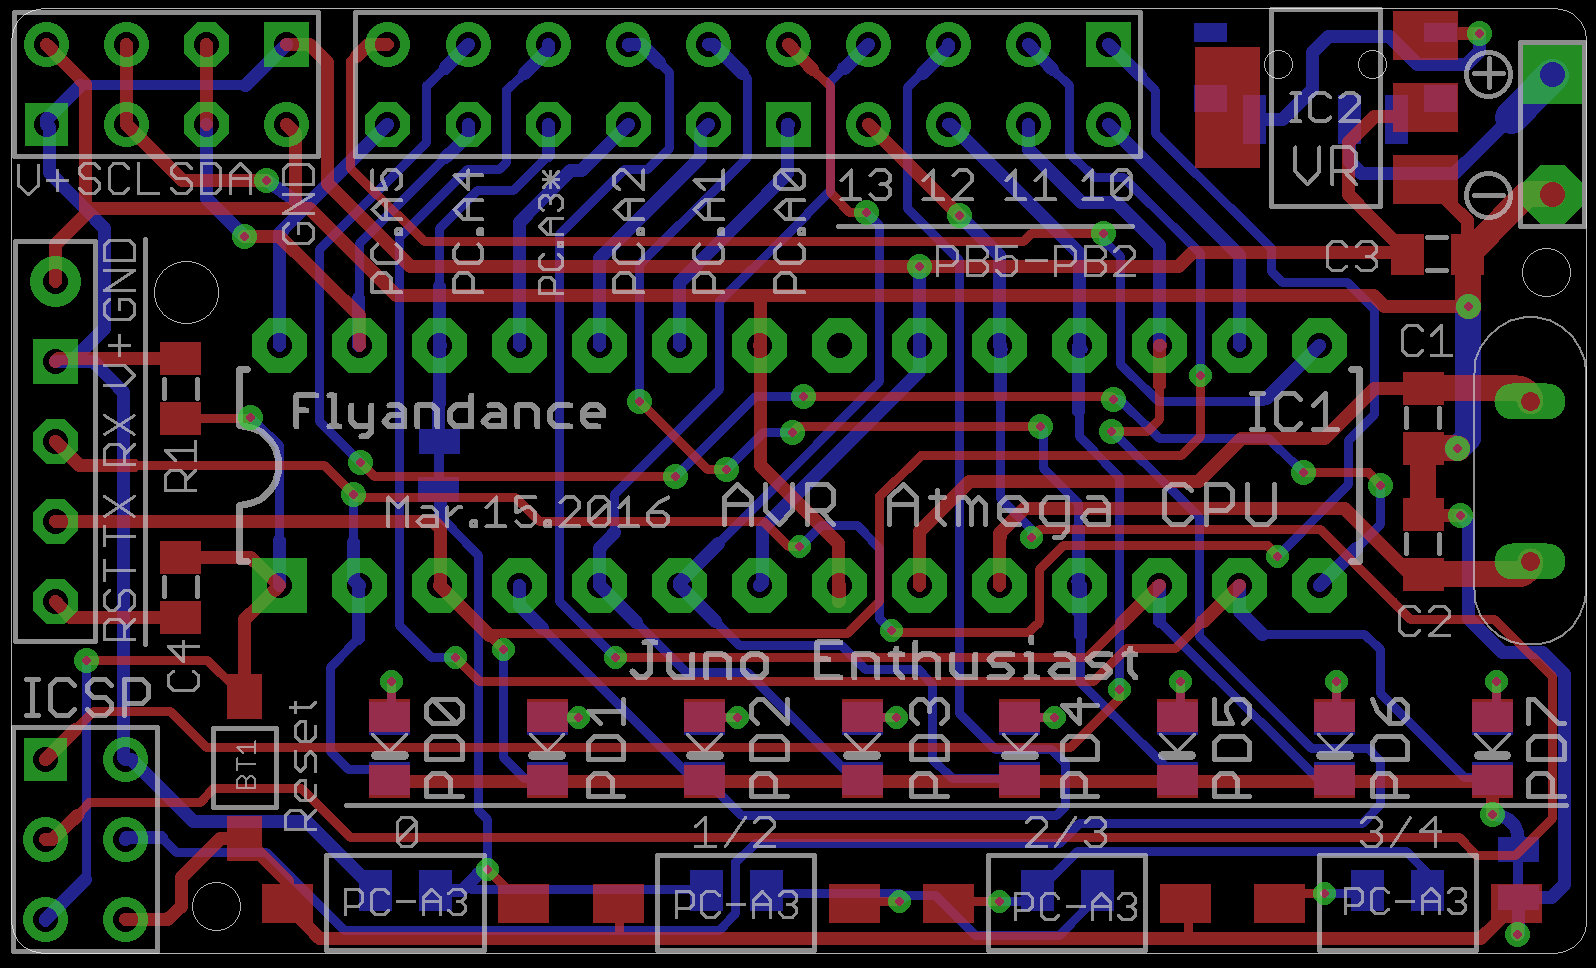 V+ SCL SDA GND
PC.A5 PC.A4 PC.A3* PC.A2 PC.A1 PC.A0
13 12 11 10
PB5-PB2
IC2
VR
+
-
C3
C1
GND
V+
RX
TX
RST
R1
Flyandance
IC1
Mar.15.2016
AVR Atmega CPU
C2
C4
Juno Enthusiast
ICSP
BT1
Reset
K PD0 K PD1 K PD2 K PD3 K PD4 K PD5 K PD6 K PD7
0 1/2 2/3 3/4
PC-A3 PC-A3 PC-A3 PC-A3